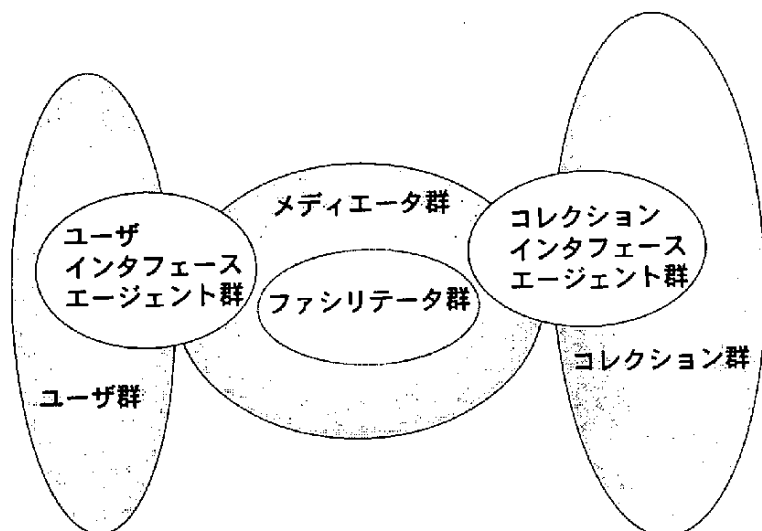 ユーザ
インタフェース
エージェント群
ユーザ群
メディエータ群
ファシリテータ群
コレクション
インタフェース
エージェント群
コレクション群